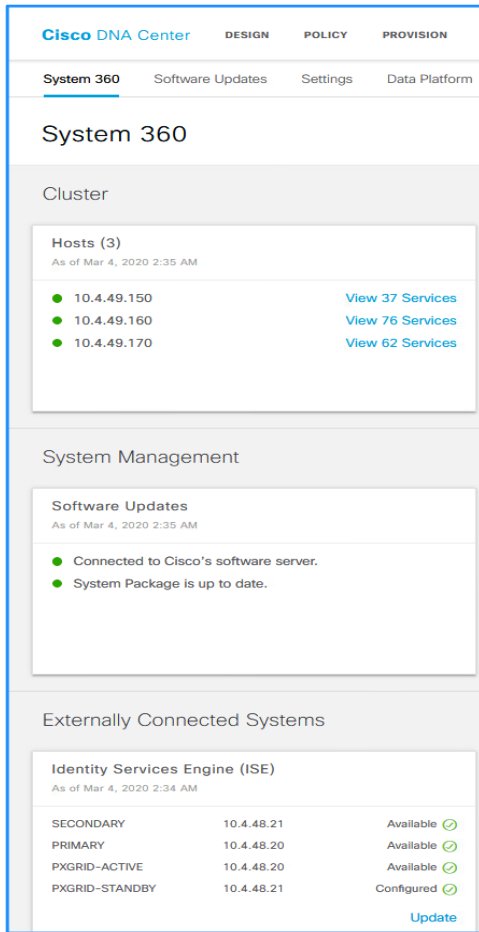 Cisco DNA Center DESIGN POLICY PROVISION
System 360 Software Updates Settings Data Platform
System 360
Cluster
Hosts (3)
As of Mar 4, 2020 2:35 AM
10.4.49.150 View 37 Services
10.4.49.160 View 76 Services
10.4.49.170 View 62 Services
System Management
Software Updates
As of Mar 4, 2020 2:35 AM
Connected to Cisco's software server.
System Package is up to date.
Externally Connected Systems
Identity Services Engine (ISE)
As of Mar 4, 2020 2:34 AM
SECONDARY 10.4.48.21 Available
PRIMARY 10.4.48.20 Available
PXGRID-ACTIVE 10.4.48.20 Available
PXGRID-STANDBY 10.4.48.21 Configured
Update